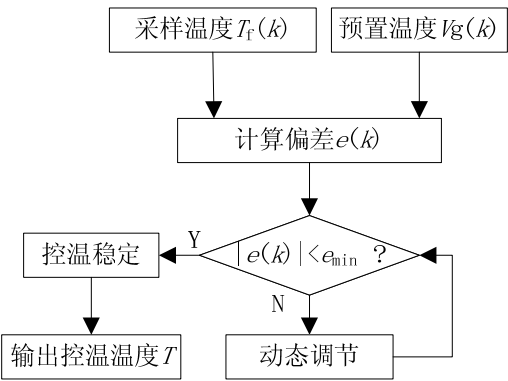 采样温度Tf(k)
预置温度Vg(k)
计算偏差e(k)
|e(k)|<emin ？
Y
控温稳定
N
输出控温温度T
动态调节